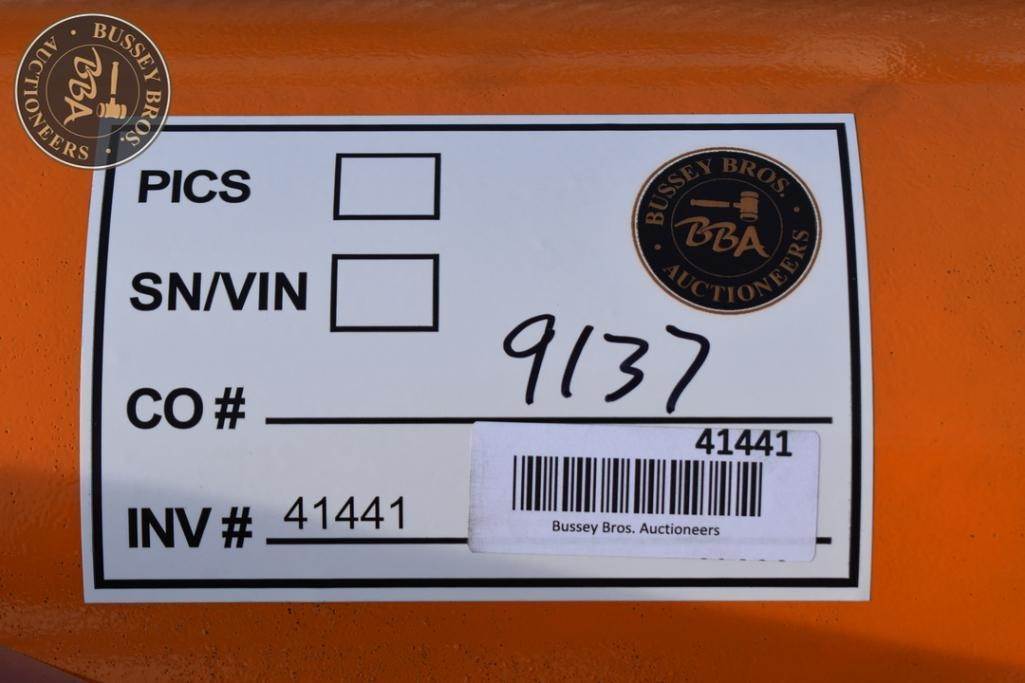 BUSSEY BROS.
BBA
AUCTIONEERS
PICS
BUSSEY BROS.
BBA
AUCTIONEERS
SN/VIN
CO # 9137
41441
Bussey Bros. Auctioneers
INV # 41441